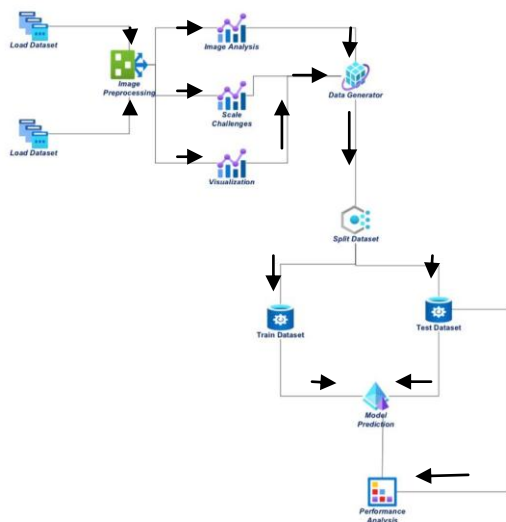 Load Dataset
Image Analysis
Image
Preprocessing
Data Generator
Scale
Challenges
Load Dataset
Visualization
Split Dataset
Train Dataset
Test Dataset
Model
Prediction
Performance
Analysis